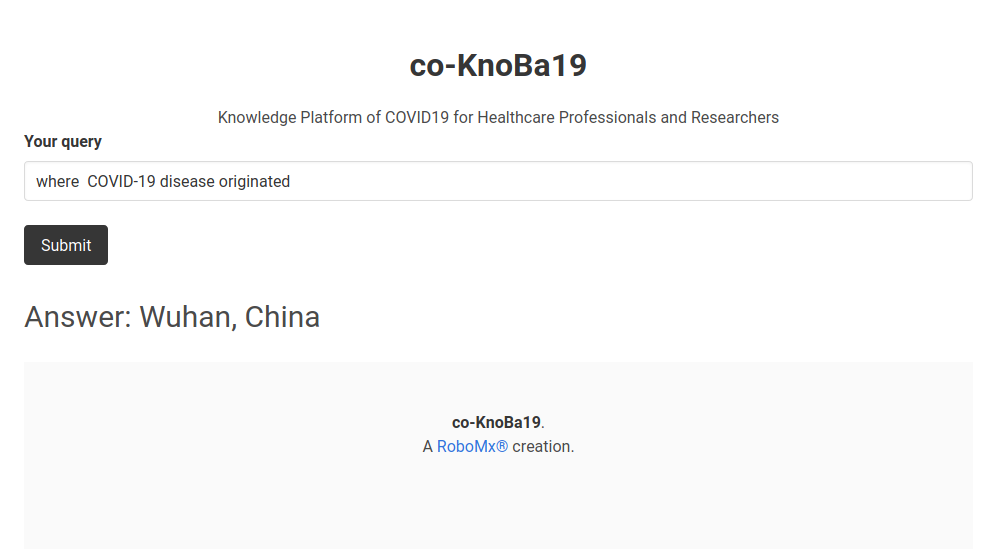 co-KnoBa19
Knowledge Platform of COVID19 for Healthcare Professionals and Researchers
Your query
where  COVID-19 disease originated
Submit
Answer: Wuhan, China
co-KnoBa19.
A RoboMx® creation.